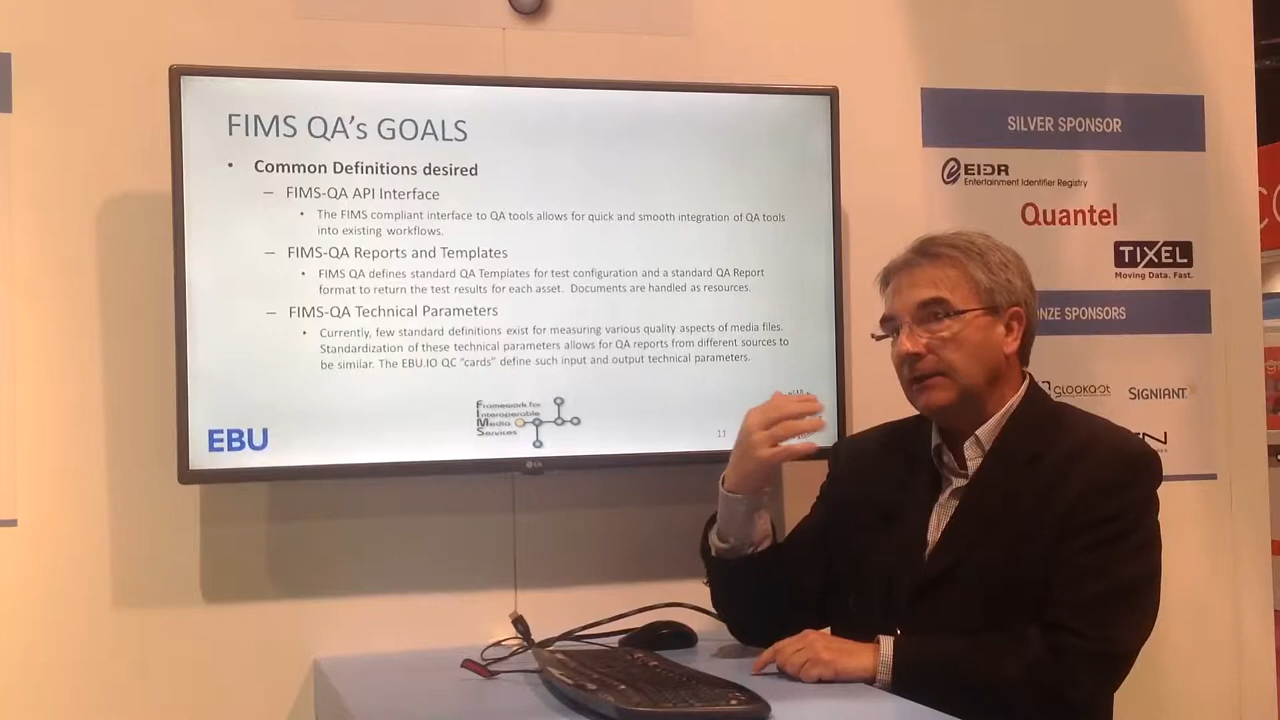 FIMS QA's GOALS
• Common Definitions desired
– FIMS-QA API Interface
• The FIMS compliant interface to QA tools allows for quick and smooth integration of QA tools
into existing workflows.
– FIMS-QA Reports and Templates
• FIMS QA defines standard QA Templates for test configuration and a standard QA Report
format to return the test results for each asset. Documents are handled as resources.
– FIMS-QA Technical Parameters
• Currently, few standard definitions exist for measuring various quality aspects of media files.
Standardization of these technical parameters allows for QA reports from different sources to
be similar. The EBU.IO QC "cards" define such input and output technical parameters.
EBU
Framework for
Interoperable
Media
Services
11
LG
SILVER SPONSOR
EIDR
Entertainment Identifier Registry
Quantel
TIXEL
Moving Data. Fast.
NZE SPONSORS
GLOOKAST
SIGNIANT